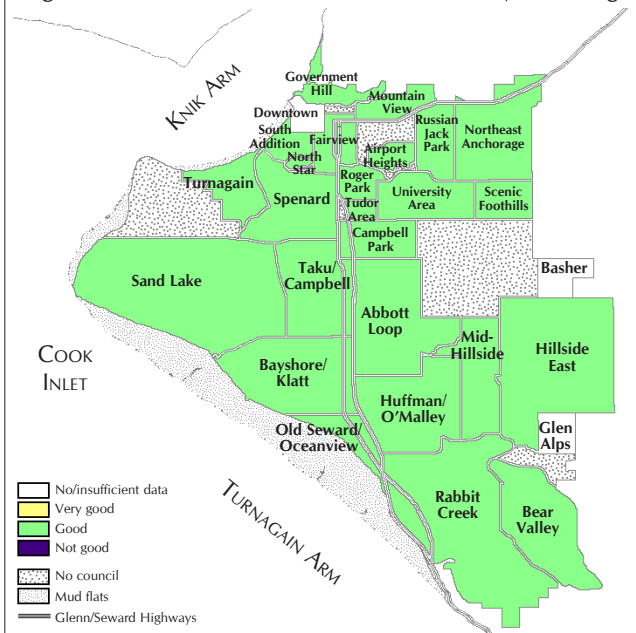 Government
Hill
KNIK ARM
Mountain
View
Downtown
Russian
Jack
Park
Northeast
Anchorage
South
Addition
Fairview
North
Star
Airport
Heights
Turnagain
Roger
Park
University
Area
Scenic
Foothills
Spenard
Tudor
Area
Campbell
Park
Sand Lake
Taku/
Campbell
Basher
Abbott
Loop
Mid-
Hillside
Hillside
East
COOK
INLET
Bayshore/
Klatt
Huffman/
O'Malley
Old Seward/
Oceanview
Glen
Alps
TURNAGAIN ARM
Rabbit
Creek
Bear
Valley
No/insufficient data
Very good
Good
Not good
No council
Mud flats
Glenn/Seward Highways